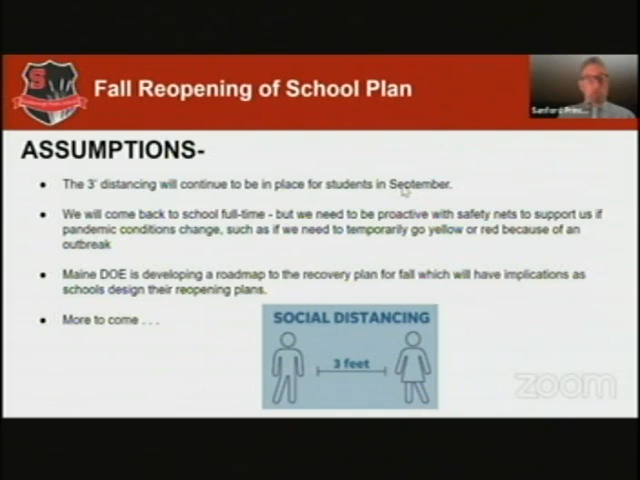 S
Fall Reopening of School Plan
Sanford Princ...
ASSUMPTIONS-
• The 3' distancing will continue to be in place for students in September.
• We will come back to school full-time - but we need to be proactive with safety nets to support us if
pandemic conditions change, such as if we need to temporarily go yellow or red because of an
outbreak
• Maine DOE is developing a roadmap to the recovery plan for fall which will have implications as
schools design their reopening plans.
• More to come . . .
SOCIAL DISTANCING
3 feet
zoom